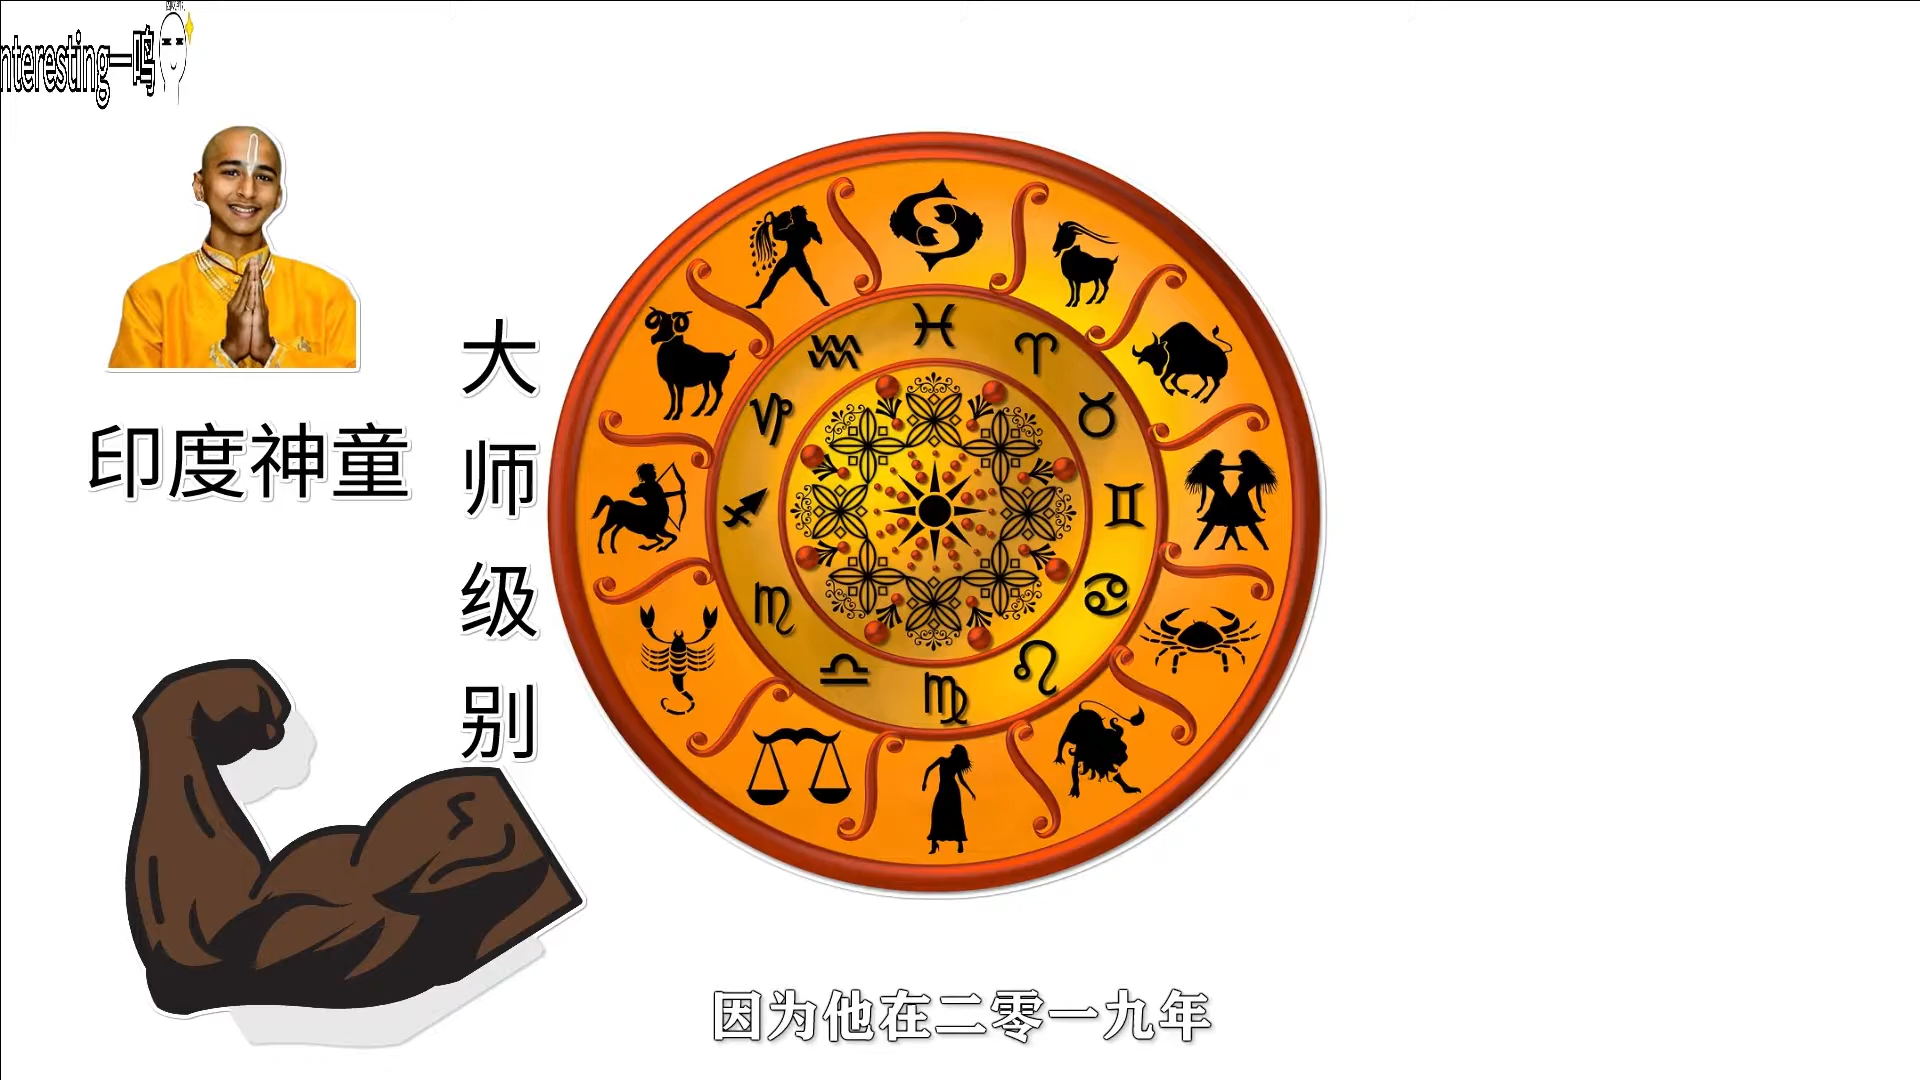 nteresting一鸣
印度神童
大师级别
因为他在二零一九年